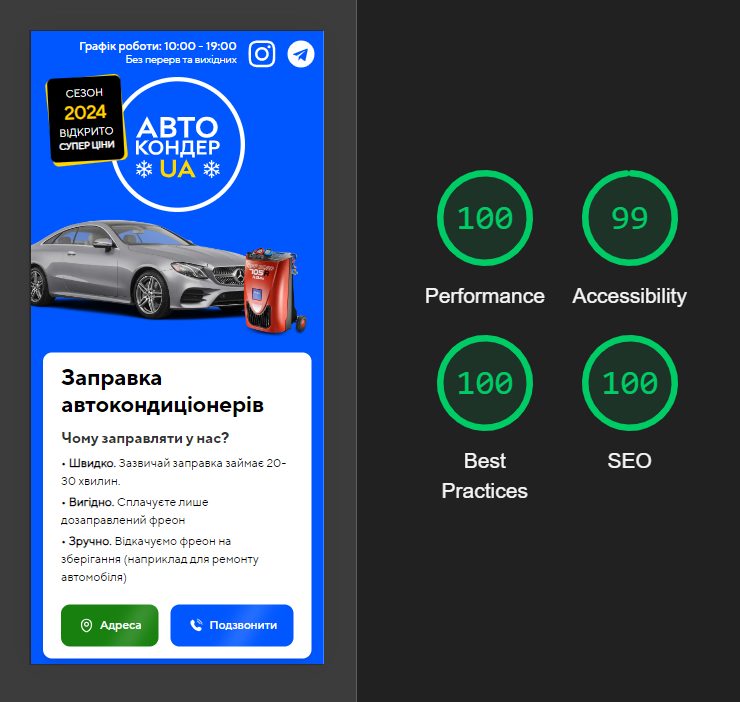 Графік роботи: 10:00 - 19:00
Без перерв та вихідних
СЕЗОН
2024
ВІДКРИТО
СУПЕР ЦІНИ
АВТО
КОНДЕР
UA
Заправка
автокондиціонерів
Чому заправляти у нас?
• Швидко. Зазвичай заправка займає 20-
30 хвилин.
• Вигідно. Сплачуєте лише
дозаправлений фреон
• Зручно. Відкачуємо фреон на
зберігання (наприклад для ремонту
автомобіля)
Адреса
Подзвонити
100
99
Performance
Accessibility
100
100
Best
Practices
SEO